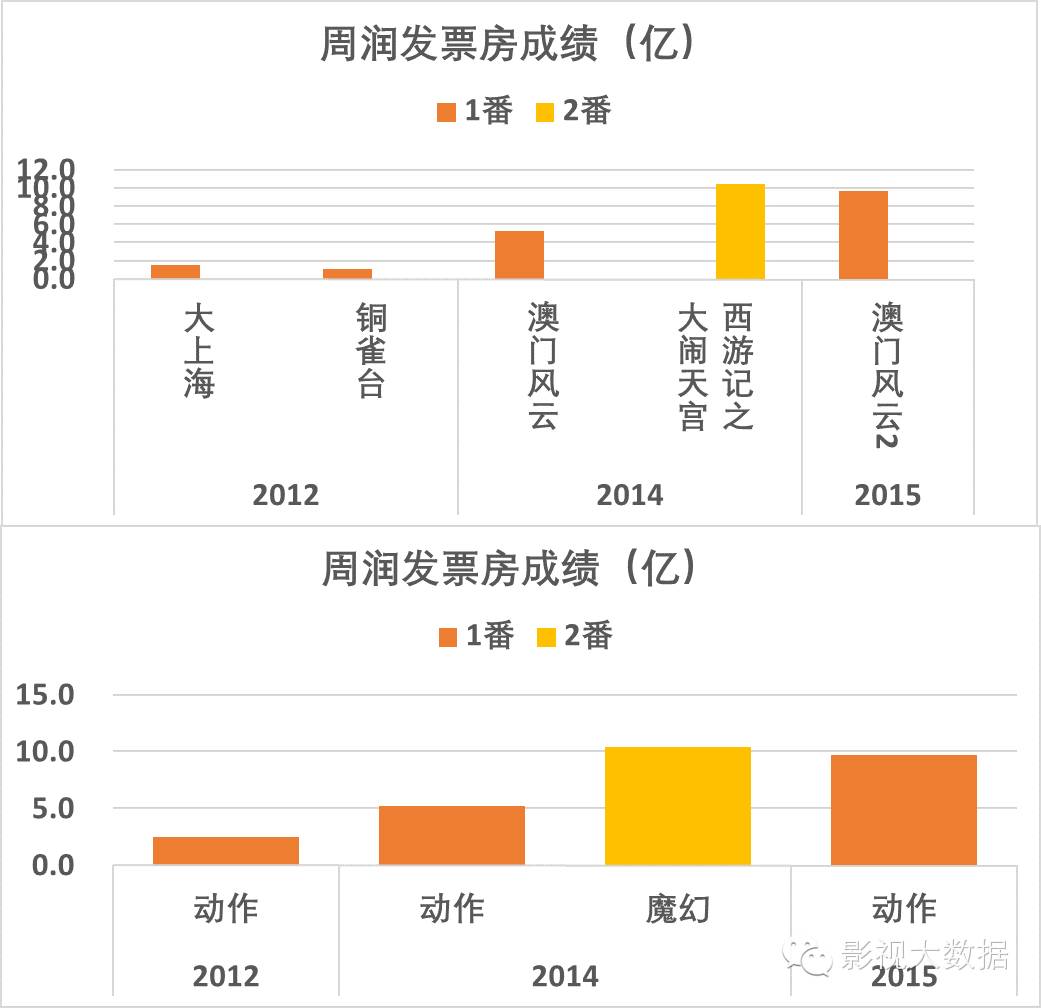 周润发票房成绩（亿）
1番 2番
12.0
10.0
8.0
6.0
4.0
2.0
0.0
大上海
铜雀台
澳门风云
西游记之
大闹天宫
澳门风云2
2012 2014 2015
周润发票房成绩（亿）
1番 2番
15.0
10.0
5.0
0.0
动作 动作 魔幻 动作
2012 2014 2015
影视大数据